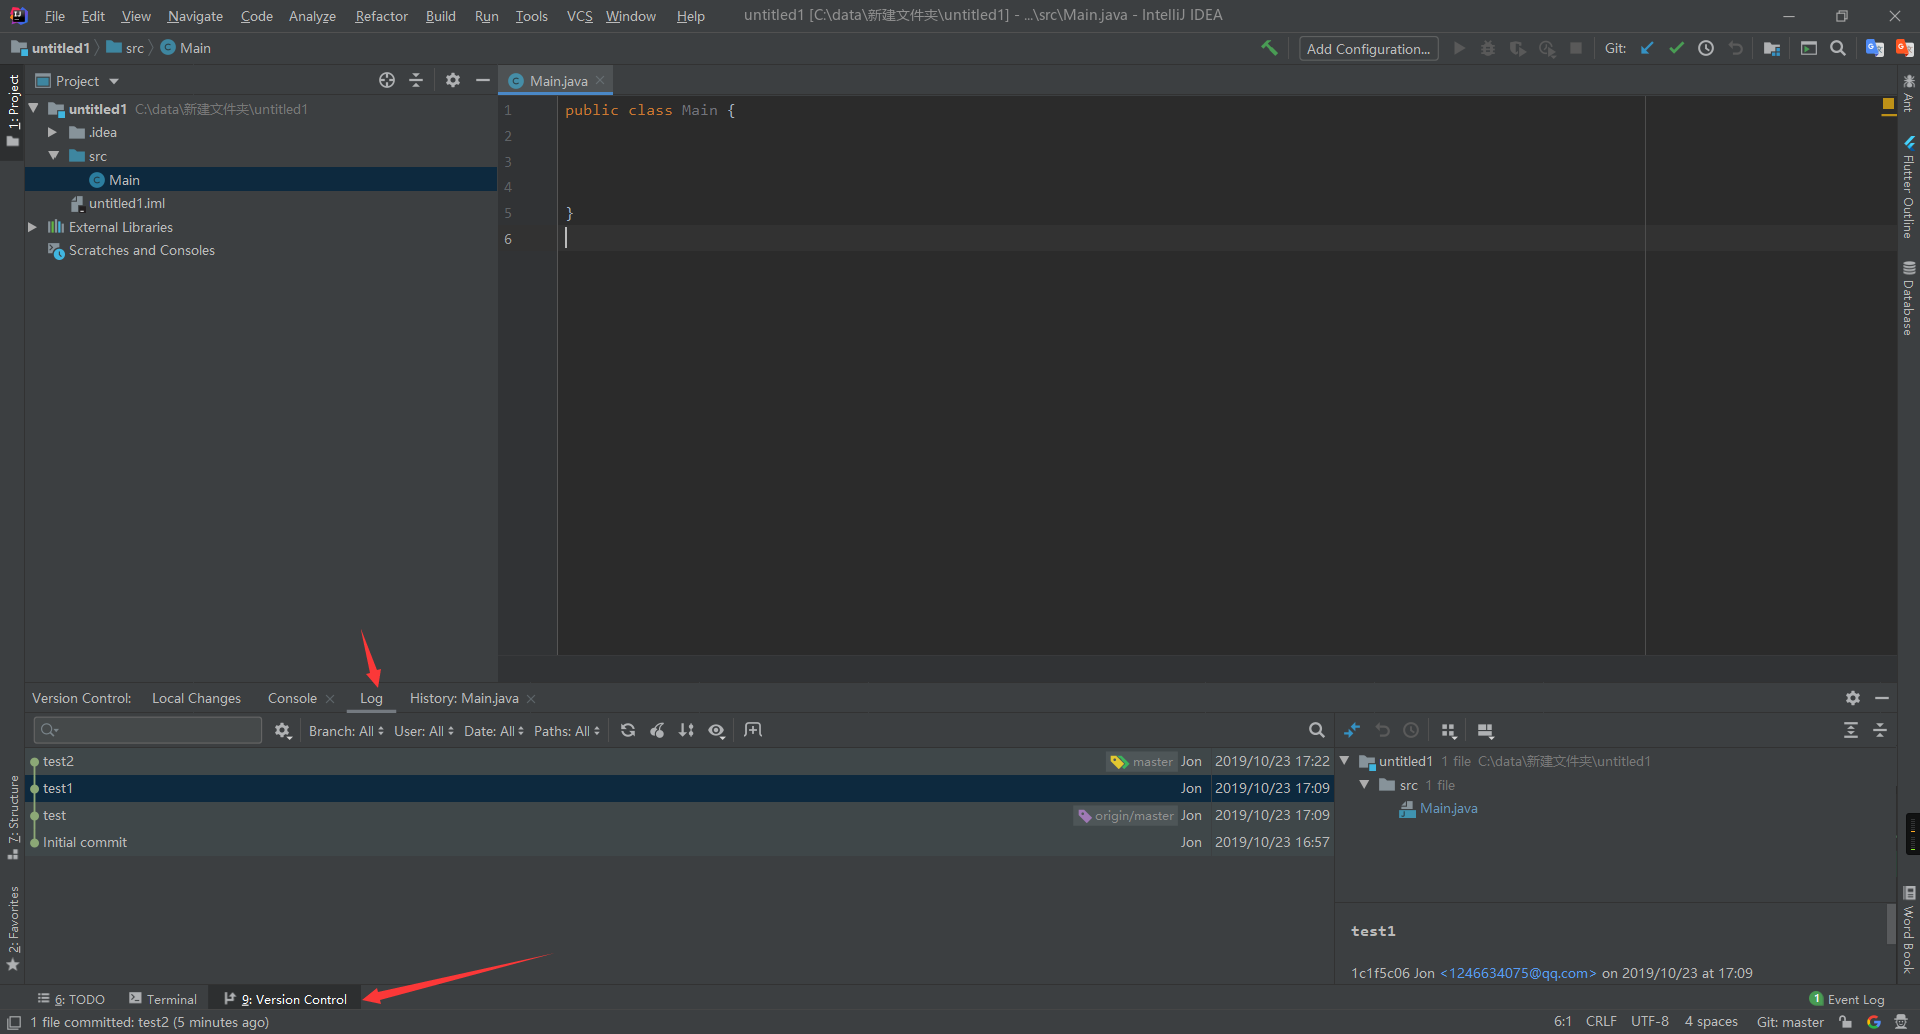 File Edit View Navigate Code Analyze Refactor Build Run Tools VCS Window Help untitled1 [C:\data\新建文件夹\untitled1] - ...\src\Main.java - IntelliJ IDEA
untitled1 src Main Add Configuration... Git:
Project
Main.java
1: Project
untitled1 C:\data\新建文件夹\untitled1
.idea
src
Main
untitled1.iml
External Libraries
Scratches and Consoles
1 public class Main {
2
3
4
5 }
6
Ant
Flutter Outline
Database
Version Control: Local Changes Console Log History: Main.java
Branch: All User: All Date: All Paths: All
test2 master Jon 2019/10/23 17:22
test1 Jon 2019/10/23 17:09
test origin/master Jon 2019/10/23 17:09
Initial commit Jon 2019/10/23 16:57
untitled1 1 file C:\data\新建文件夹\untitled1
src 1 file
Main.java
test1
1c1f5c06 Jon <1246634075@qq.com> on 2019/10/23 at 17:09
7: Structure
2: Favorites
Word Book
6: TODO Terminal 9: Version Control 1 Event Log
1 file committed: test2 (5 minutes ago) 6:1 CRLF UTF-8 4 spaces Git: master